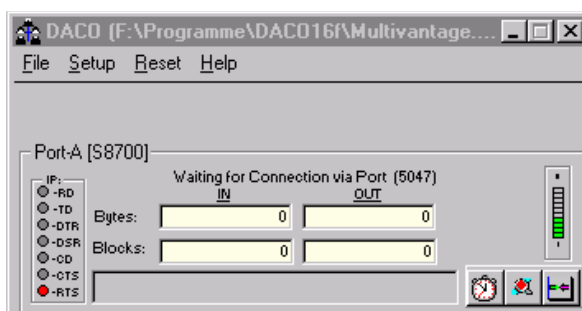 DACO (F:\Programme\DACO16f\Multivantage....
File Setup Reset Help
Port-A [S8700]
IP:
Waiting for Connection via Port (5047)
IN OUT
-RD
-TD
-DTR
-DSR
-CD
-CTS
-RTS
Bytes: 0 0
Blocks: 0 0